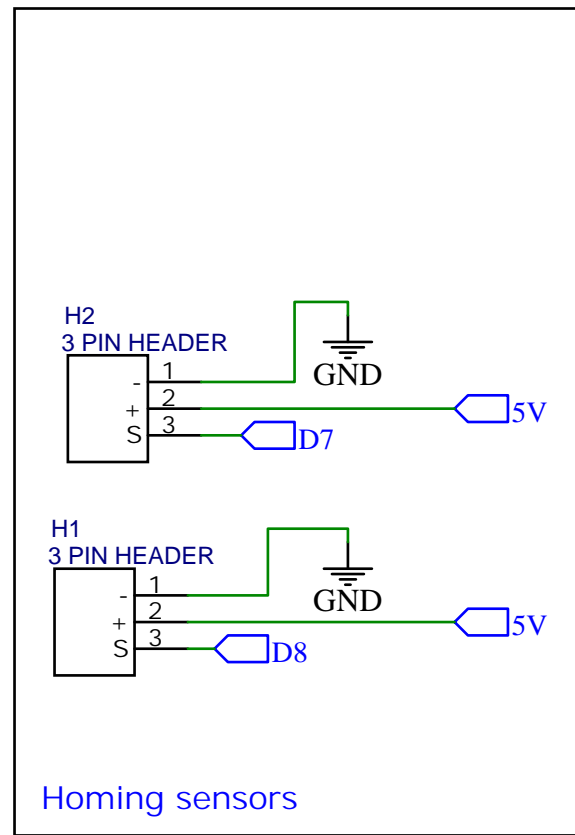 H2
3 PIN HEADER
- 1
GND
+ 2
5V
S 3
D7
H1
3 PIN HEADER
- 1
GND
+ 2
5V
S 3
D8
Homing sensors